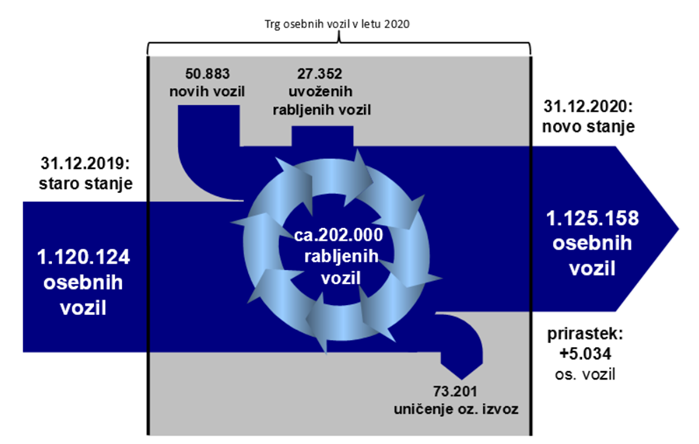 Trg osebnih vozil v letu 2020
50.883
novih vozil
27.352
uvoženih
rabljenih vozil
31.12.2020:
novo stanje
31.12.2019:
staro stanje
1.120.124
osebnih
vozil
ca.202.000
rabljenih
vozil
1.125.158
osebnih
vozil
prirastek:
+5.034
os. vozil
73.201
uničenje oz. izvoz